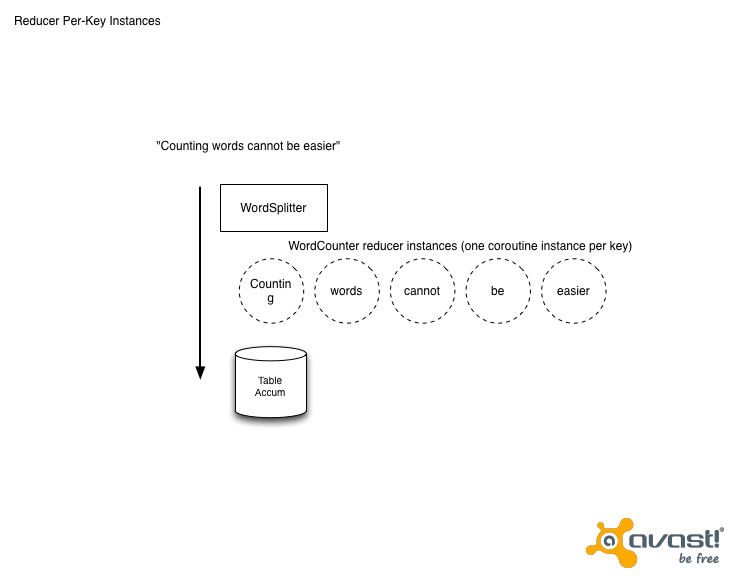 Reducer Per-Key Instances
"Counting words cannot be easier"
WordSplitter
WordCounter reducer instances (one coroutine instance per key)
Countin
g
words
cannot
be
easier
Table
Accum
avast!®
be free